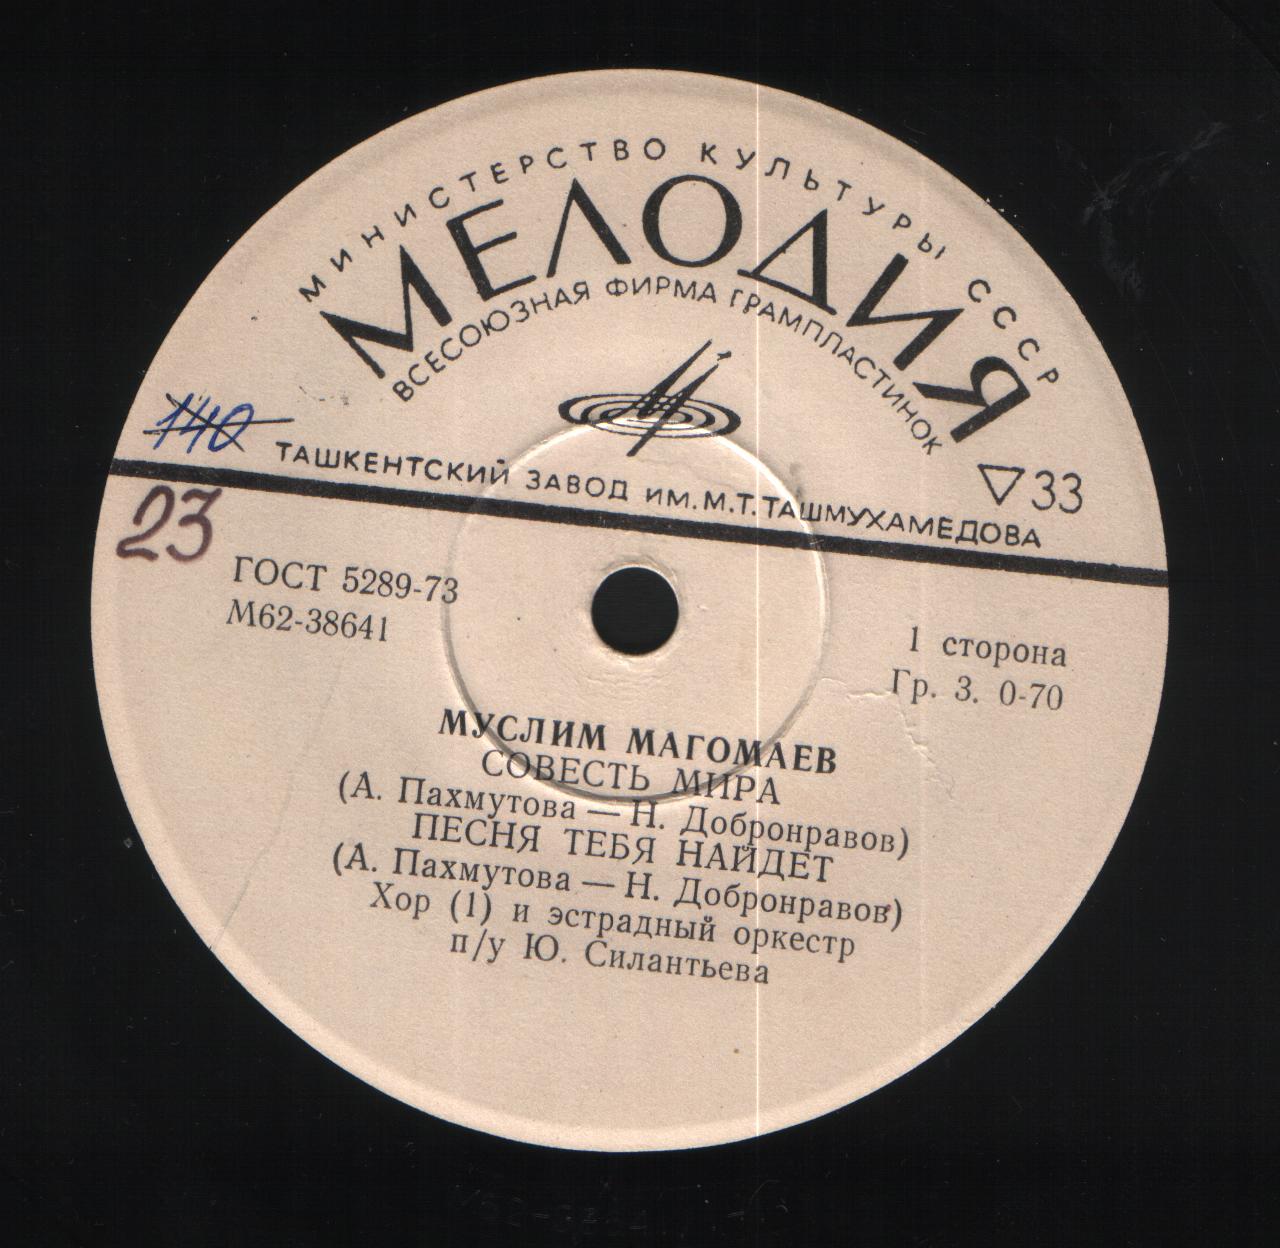 МИНИСТЕРСТВО КУЛЬТУРЫ СССР
МЕЛОДИЯ
ВСЕСОЮЗНАЯ ФИРМА ГРАМПЛАСТИНОК
140
ТАШКЕНТСКИЙ ЗАВОД ИМ. М.Т. ТАШМУХАМЕДОВА
▽33
23
ГОСТ 5289-73
М62-38641
1 сторона
Гр. 3. 0-70
МУСЛИМ МАГОМАЕВ
СОВЕСТЬ МИРА
(А. Пахмутова — Н. Добронравов)
ПЕСНЯ ТЕБЯ НАЙДЕТ
(А. Пахмутова — Н. Добронравов)
Хор (1) и эстрадный оркестр
п/у Ю. Силантьева